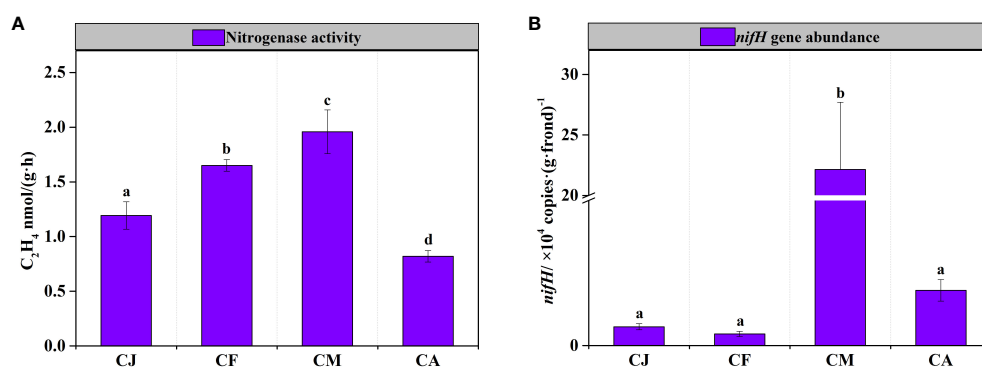 A
Nitrogenase activity
C₂H₄ nmol/(g·h)
2.5
2.0
1.5
1.0
0.5
0.0
a
b
c
d
CJ CF CM CA
B
nifH gene abundance
nifH/ ×10⁴ copies·(g·frond)⁻¹
30
25
20
0
a
a
b
a
CJ CF CM CA